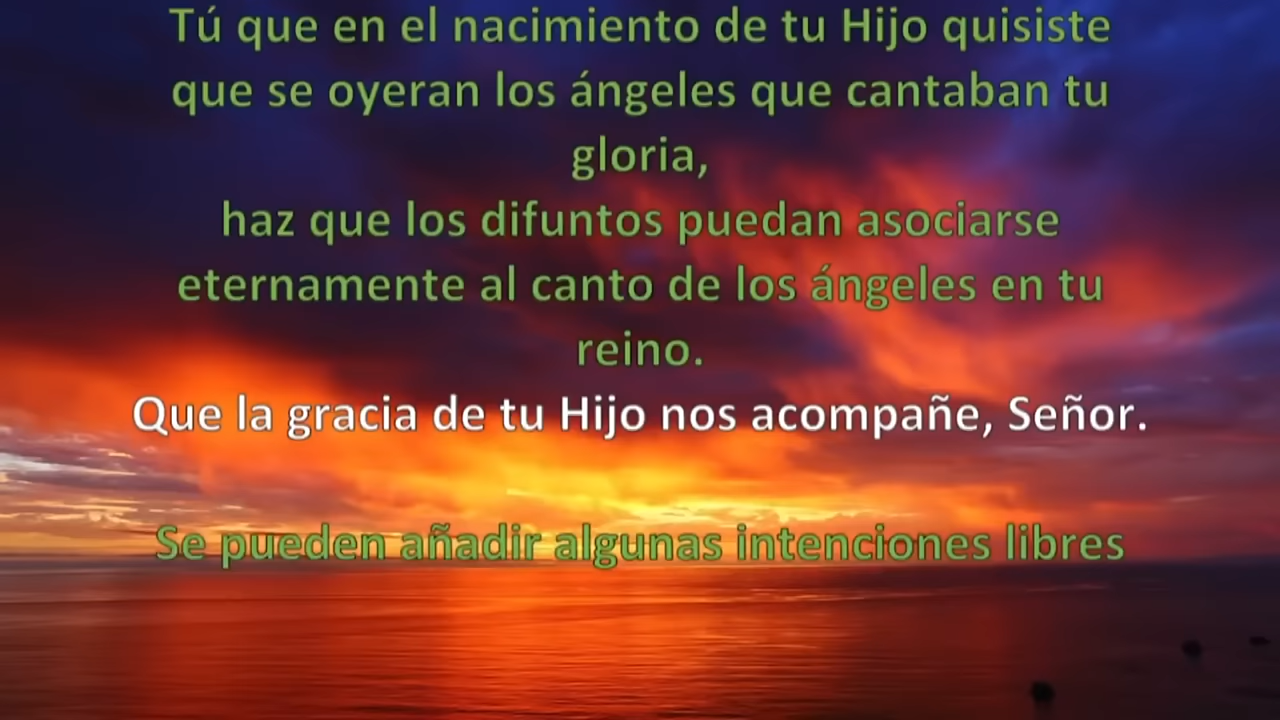 Tú que en el nacimiento de tu Hijo quisiste
que se oyeran los ángeles que cantaban tu
gloria,
haz que los difuntos puedan asociarse
eternamente al canto de los ángeles en tu
reino.
Que la gracia de tu Hijo nos acompañe, Señor.
Se pueden añadir algunas intenciones libres